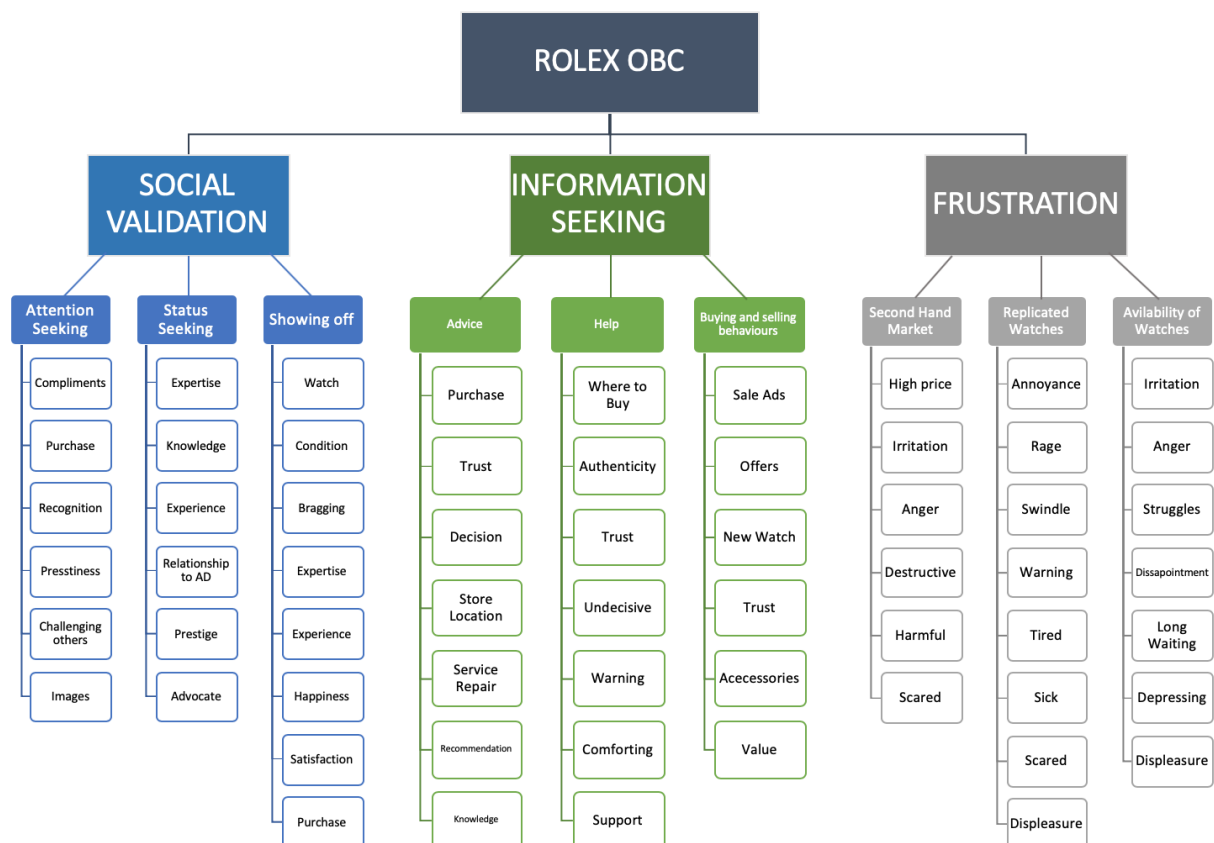 ROLEX OBC
SOCIAL
VALIDATION
Attention
Seeking
Compliments
Purchase
Recognition
Presstiness
Challenging
others
Images
Status
Seeking
Expertise
Knowledge
Experience
Relationship
to AD
Prestige
Advocate
Showing off
Watch
Condition
Bragging
Expertise
Experience
Happiness
Satisfaction
Purchase
INFORMATION
SEEKING
Advice
Purchase
Trust
Decision
Store
Location
Service
Repair
Recommendation
Knowledge
Help
Where to
Buy
Authenticity
Trust
Undecisive
Warning
Comforting
Support
Buying and selling
behaviours
Sale Ads
Offers
New Watch
Trust
Acecessories
Value
FRUSTRATION
Second Hand
Market
High price
Irritation
Anger
Destructive
Harmful
Scared
Replicated
Watches
Annoyance
Rage
Swindle
Warning
Tired
Sick
Scared
Displeasure
Avilability of
Watches
Irritation
Anger
Struggles
Dissapointment
Long
Waiting
Depressing
Displeasure